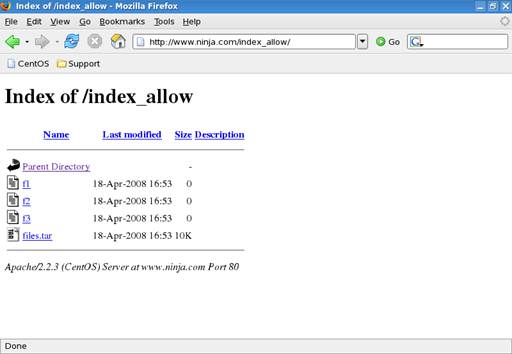 Index of /index_allow - Mozilla Firefox
File Edit View Go Bookmarks Tools Help
http://www.ninja.com/index_allow/ Go
CentOS Support
Index of /index_allow
Name Last modified Size Description
Parent Directory -
f1 18-Apr-2008 16:53 0
f2 18-Apr-2008 16:53 0
f3 18-Apr-2008 16:53 0
files.tar 18-Apr-2008 16:53 10K
Apache/2.2.3 (CentOS) Server at www.ninja.com Port 80
Done